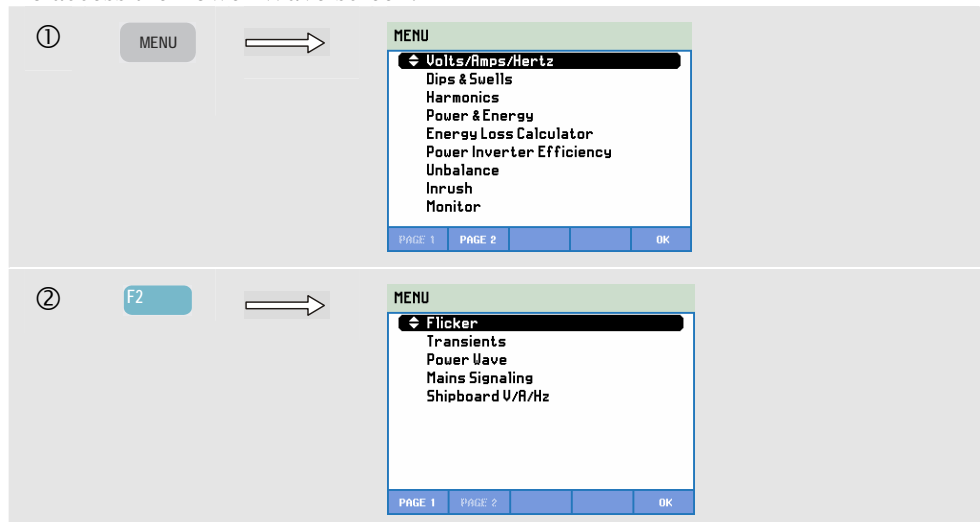 ① MENU
MENU
Volts/Amps/Hertz
Dips & Swells
Harmonics
Power & Energy
Energy Loss Calculator
Power Inverter Efficiency
Unbalance
Inrush
Monitor
PAGE 1 PAGE 2 OK
② F2
MENU
Flicker
Transients
Power Wave
Mains Signaling
Shipboard V/A/Hz
PAGE 1 PAGE 2 OK